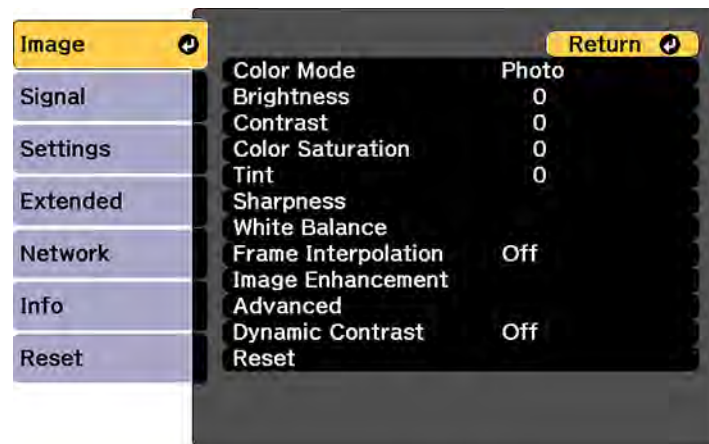 Image
Signal
Settings
Extended
Network
Info
Reset
Return
Color Mode Photo
Brightness 0
Contrast 0
Color Saturation 0
Tint 0
Sharpness
White Balance
Frame Interpolation Off
Image Enhancement
Advanced
Dynamic Contrast Off
Reset